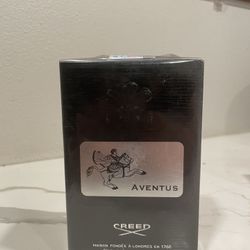 AVENTUS
CREED
MAISON FONDÉE À LONDRES EN 1760